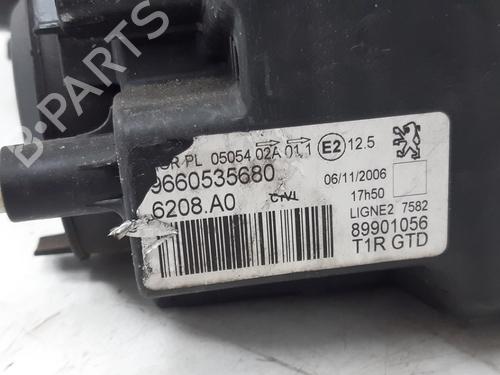 CR PL 05054 02A 01 1 E2 12.5
9660535680
06/11/2006
17h50
6208.A0
LIGNE2 7582
89901056
T1R GTD
B-PARTS